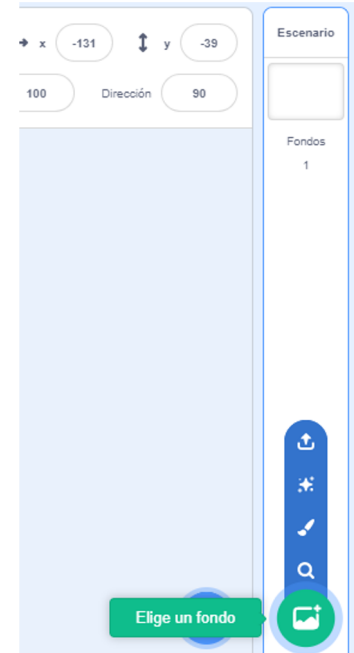 x -131 y -39
100 Dirección 90
Escenario
Fondos
1
Elige un fondo